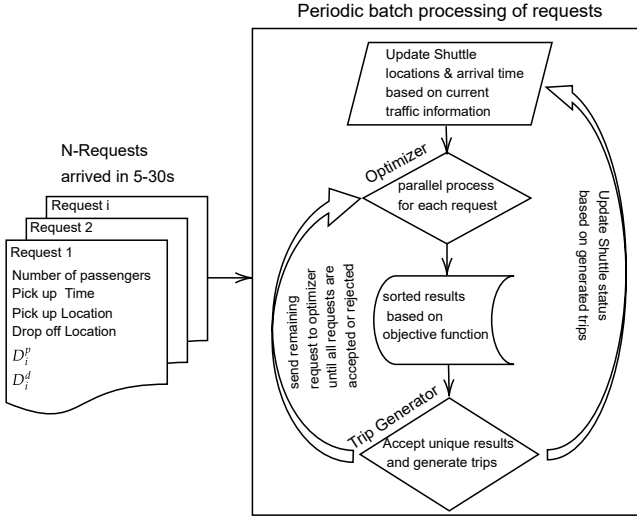 Periodic batch processing of requests
Update Shuttle
locations & arrival time
based on current
traffic information
N-Requests
arrived in 5-30s
Request i
Request 2
Request 1
Number of passengers
Pick up Time
Pick up Location
Drop off Location
D_i^p
D_i^d
Optimizer
parallel process
for each request
sorted results
based on
objective function
Trip Generator
Accept unique results
and generate trips
send remaining
request to optimizer
until all requests are
accepted or rejected
Update Shuttle status
based on generated trips